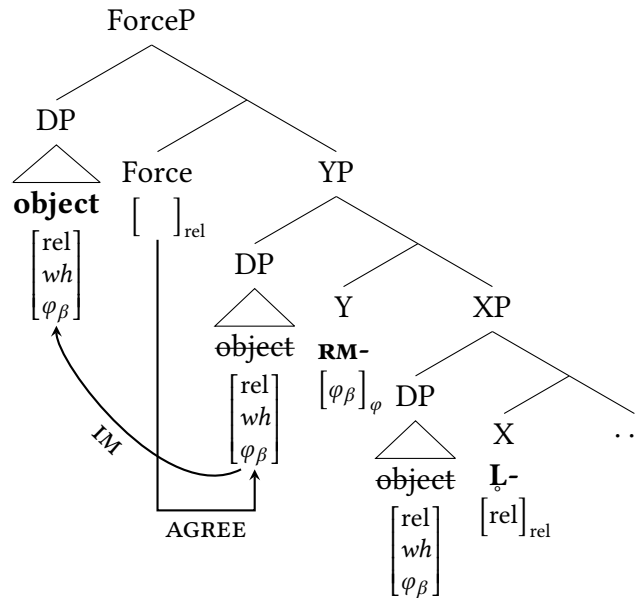 ForceP
DP
Force
YP
object
[ ]rel
DP
Y
XP
[rel
wh
φβ]
object
RM-
[φβ]φ
DP
X
. .
[rel
wh
φβ]
object
L̥-
[rel]rel
[rel
wh
φβ]
IM
AGREE